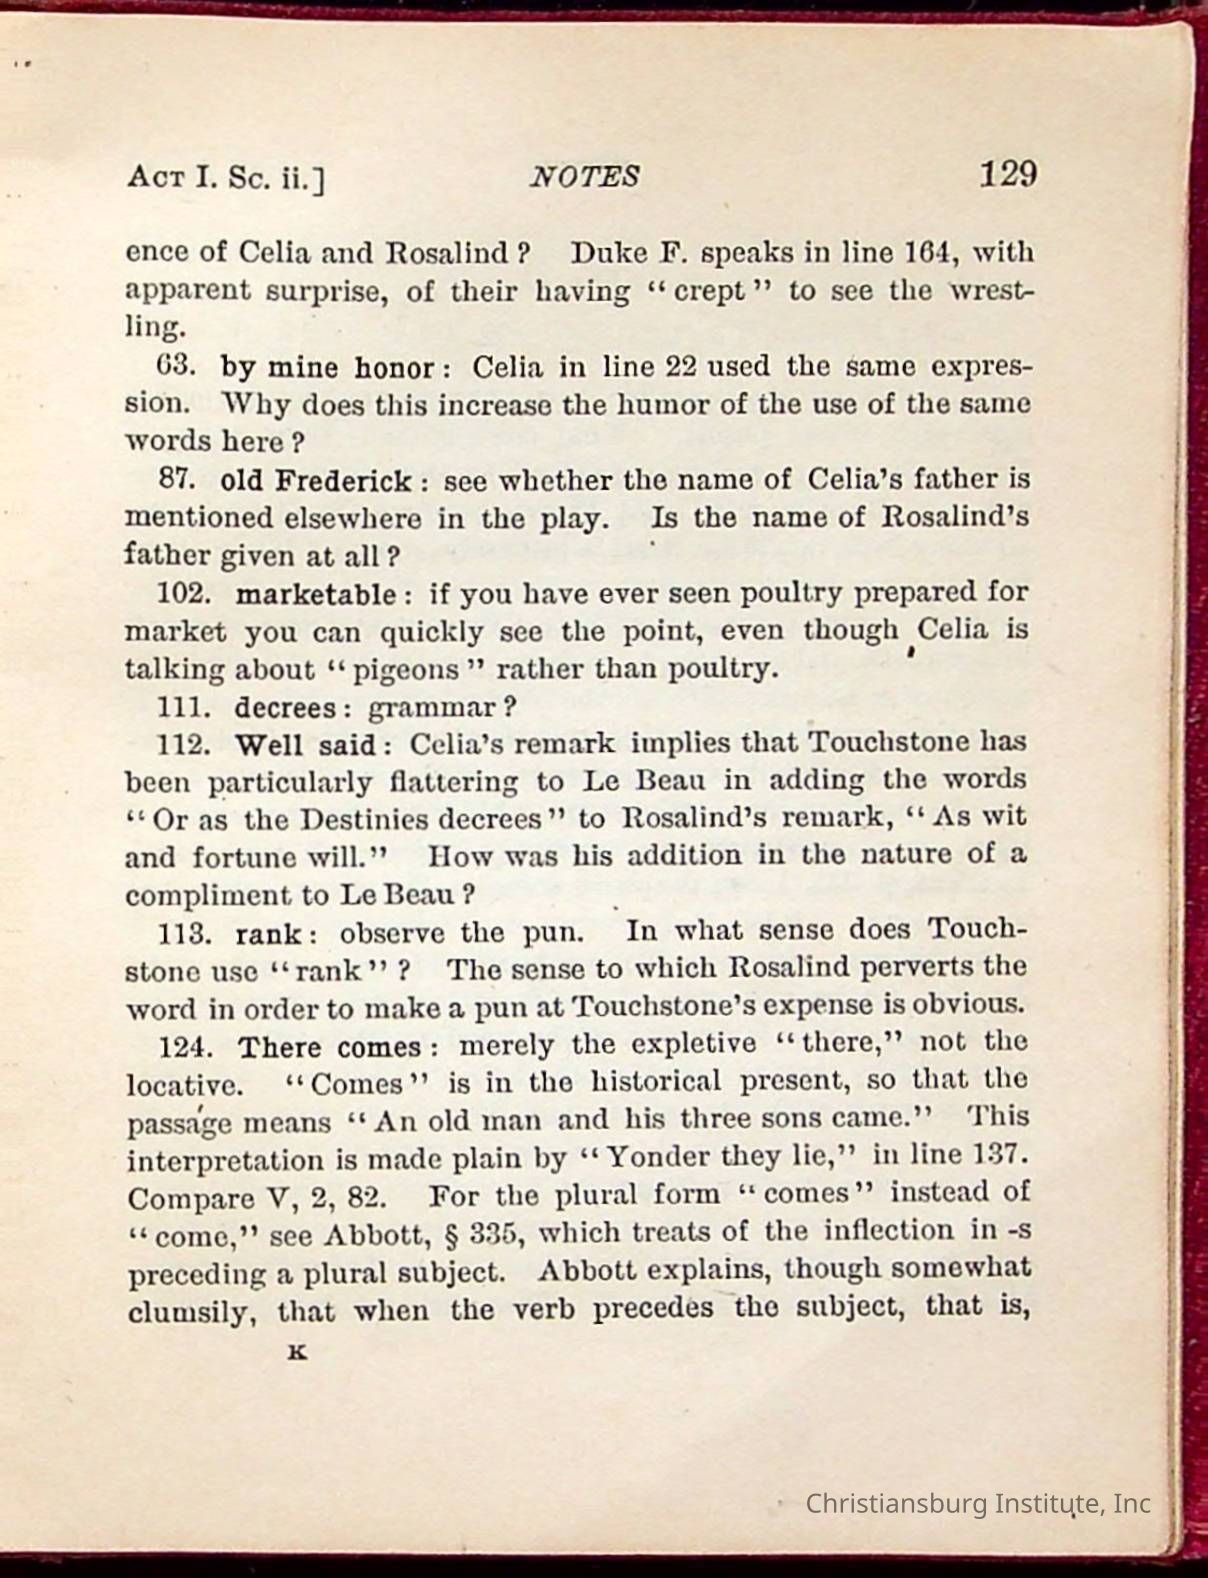 ACT I. Sc. ii.] NOTES 129
ence of Celia and Rosalind? Duke F. speaks in line 164, with
apparent surprise, of their having "crept" to see the wrest-
ling.
63. by mine honor: Celia in line 22 used the same expres-
sion. Why does this increase the humor of the use of the same
words here?
87. old Frederick: see whether the name of Celia's father is
mentioned elsewhere in the play. Is the name of Rosalind's
father given at all?
102. marketable: if you have ever seen poultry prepared for
market you can quickly see the point, even though Celia is
talking about "pigeons" rather than poultry.
111. decrees: grammar?
112. Well said: Celia's remark implies that Touchstone has
been particularly flattering to Le Beau in adding the words
"Or as the Destinies decrees" to Rosalind's remark, "As wit
and fortune will." How was his addition in the nature of a
compliment to Le Beau?
113. rank: observe the pun. In what sense does Touch-
stone use "rank"? The sense to which Rosalind perverts the
word in order to make a pun at Touchstone's expense is obvious.
124. There comes: merely the expletive "there," not the
locative. "Comes" is in the historical present, so that the
passage means "An old man and his three sons came." This
interpretation is made plain by "Yonder they lie," in line 137.
Compare V, 2, 82. For the plural form "comes" instead of
"come," see Abbott, § 335, which treats of the inflection in -s
preceding a plural subject. Abbott explains, though somewhat
clumsily, that when the verb precedes the subject, that is,
K
Christiansburg Institute, Inc